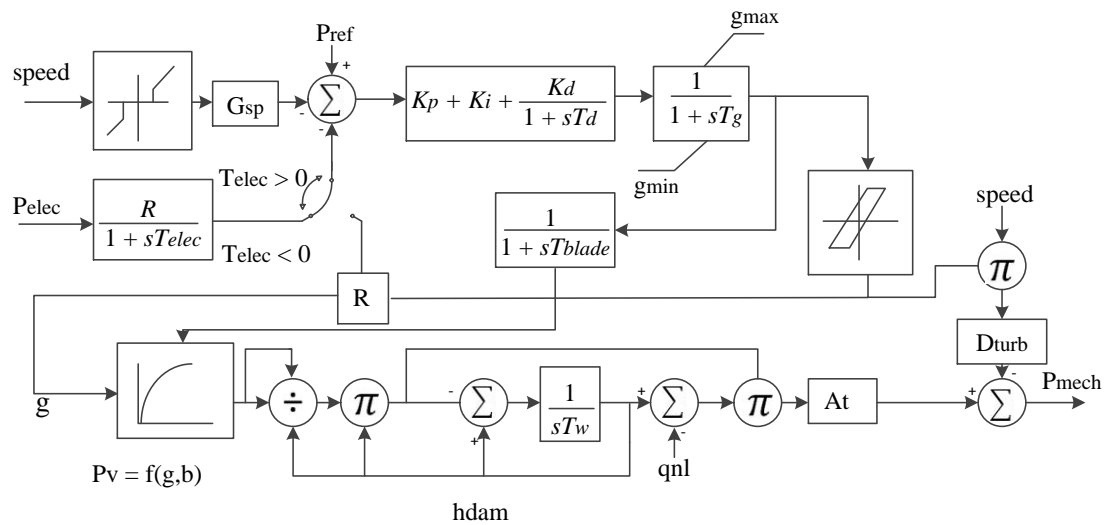 gmax
Pref
speed
+
Gsp
-
∑
-
Kp + Ki + Kd / 1 + sTd
1 / 1 + sTg
gmin
Telec > 0
Pelec
R / 1 + sTelec
Telec < 0
1 / 1 + sTblade
speed
π
R
Dturb
g
÷
π
-
∑
+
1 / sTw
+
∑
-
qnl
π
At
+
-
∑
Pmech
Pv = f(g,b)
hdam